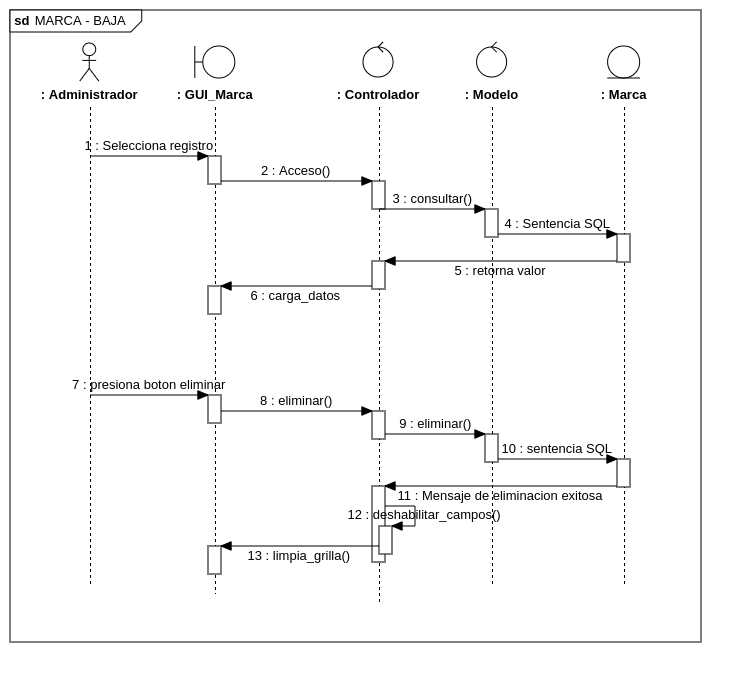 sd MARCA - BAJA
: Administrador
: GUI_Marca
: Controlador
: Modelo
: Marca
1 : Selecciona registro
2 : Acceso()
3 : consultar()
4 : Sentencia SQL
5 : retorna valor
6 : carga_datos
7 : presiona boton eliminar
8 : eliminar()
9 : eliminar()
10 : sentencia SQL
11 : Mensaje de eliminacion exitosa
12 : deshabilitar_campos()
13 : limpia_grilla()